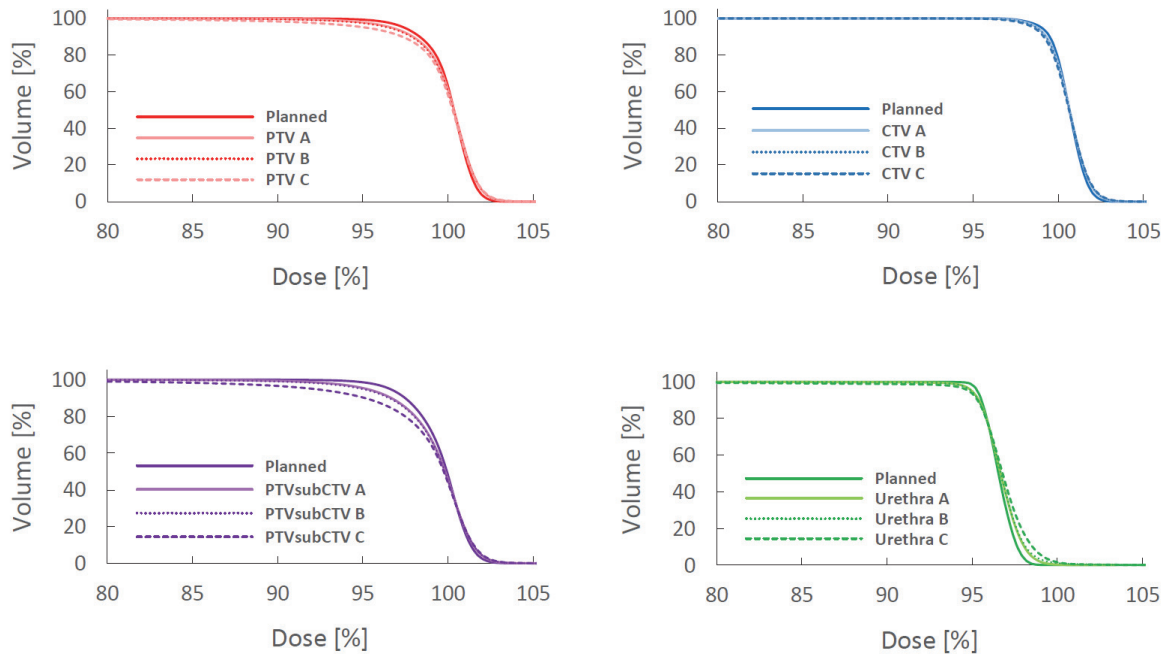 100
80
60
40
20
0
Volume [%]
Planned
PTV A
PTV B
PTV C
80 85 90 95 100 105
Dose [%]
100
80
60
40
20
0
Volume [%]
Planned
CTV A
CTV B
CTV C
80 85 90 95 100 105
Dose [%]
100
80
60
40
20
0
Volume [%]
Planned
PTVsubCTV A
PTVsubCTV B
PTVsubCTV C
80 85 90 95 100 105
Dose [%]
100
80
60
40
20
0
Volume [%]
Planned
Urethra A
Urethra B
Urethra C
80 85 90 95 100 105
Dose [%]